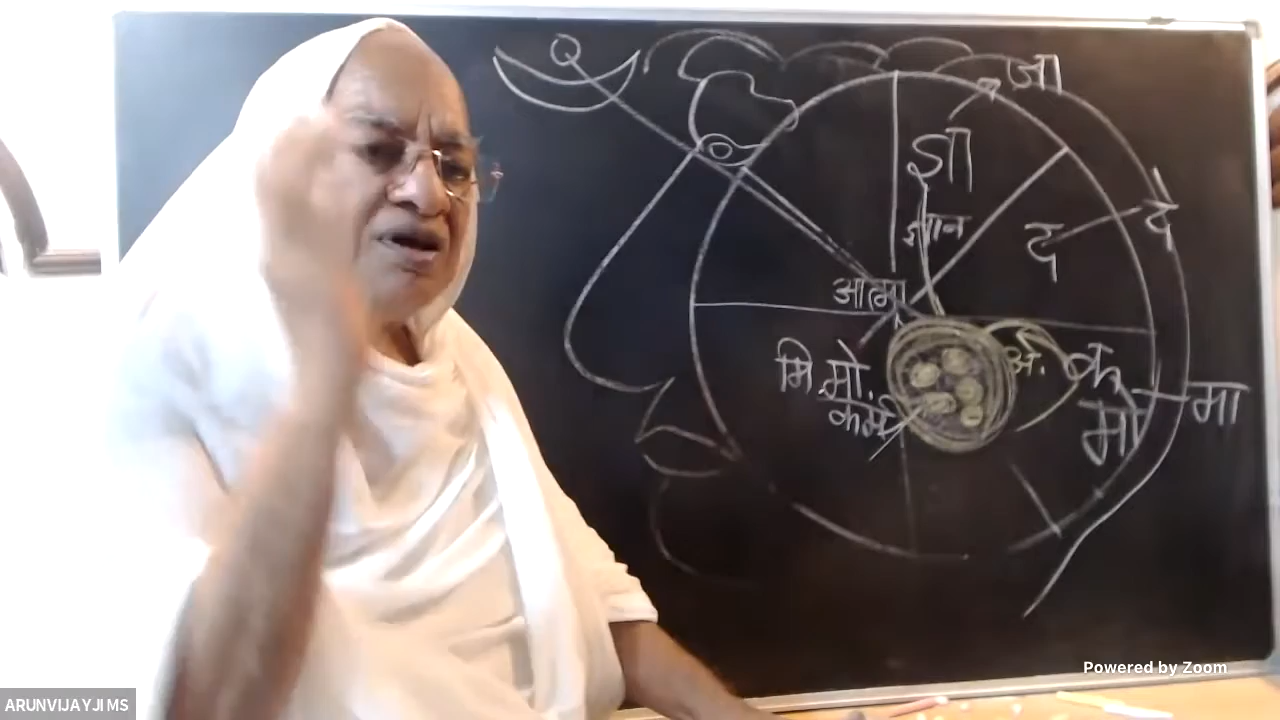 ज्ञा
ज्ञा
ज्ञान
द
दे
आत्मा
मि. मो.
कर्म
अं.
क
मो
मा
Powered by Zoom
ARUNVIJAYJI MS